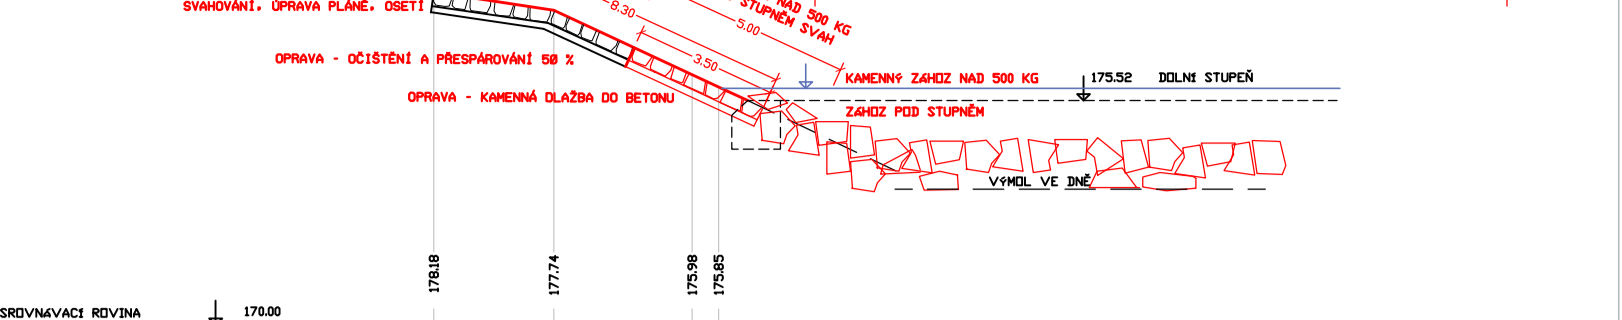 SVAHOVÁNÍ, ÚPRAVA PLÁNĚ, OSETÍ
8.30
NAD 500 KG
STUPNĚM SVAH
5.00
OPRAVA - OČIŠTĚNÍ A PŘESPÁROVÁNÍ 50 %
3.50
KAMENNÝ ZÁHOZ NAD 500 KG
175.52 DOLNÍ STUPEŇ
OPRAVA - KAMENNÁ DLAŽBA DO BETONU
ZÁHOZ POD STUPNĚM
VÝMOL VE DNĚ
178.18
177.74
175.98
175.85
SROVNÁVACÍ ROVINA 170.00